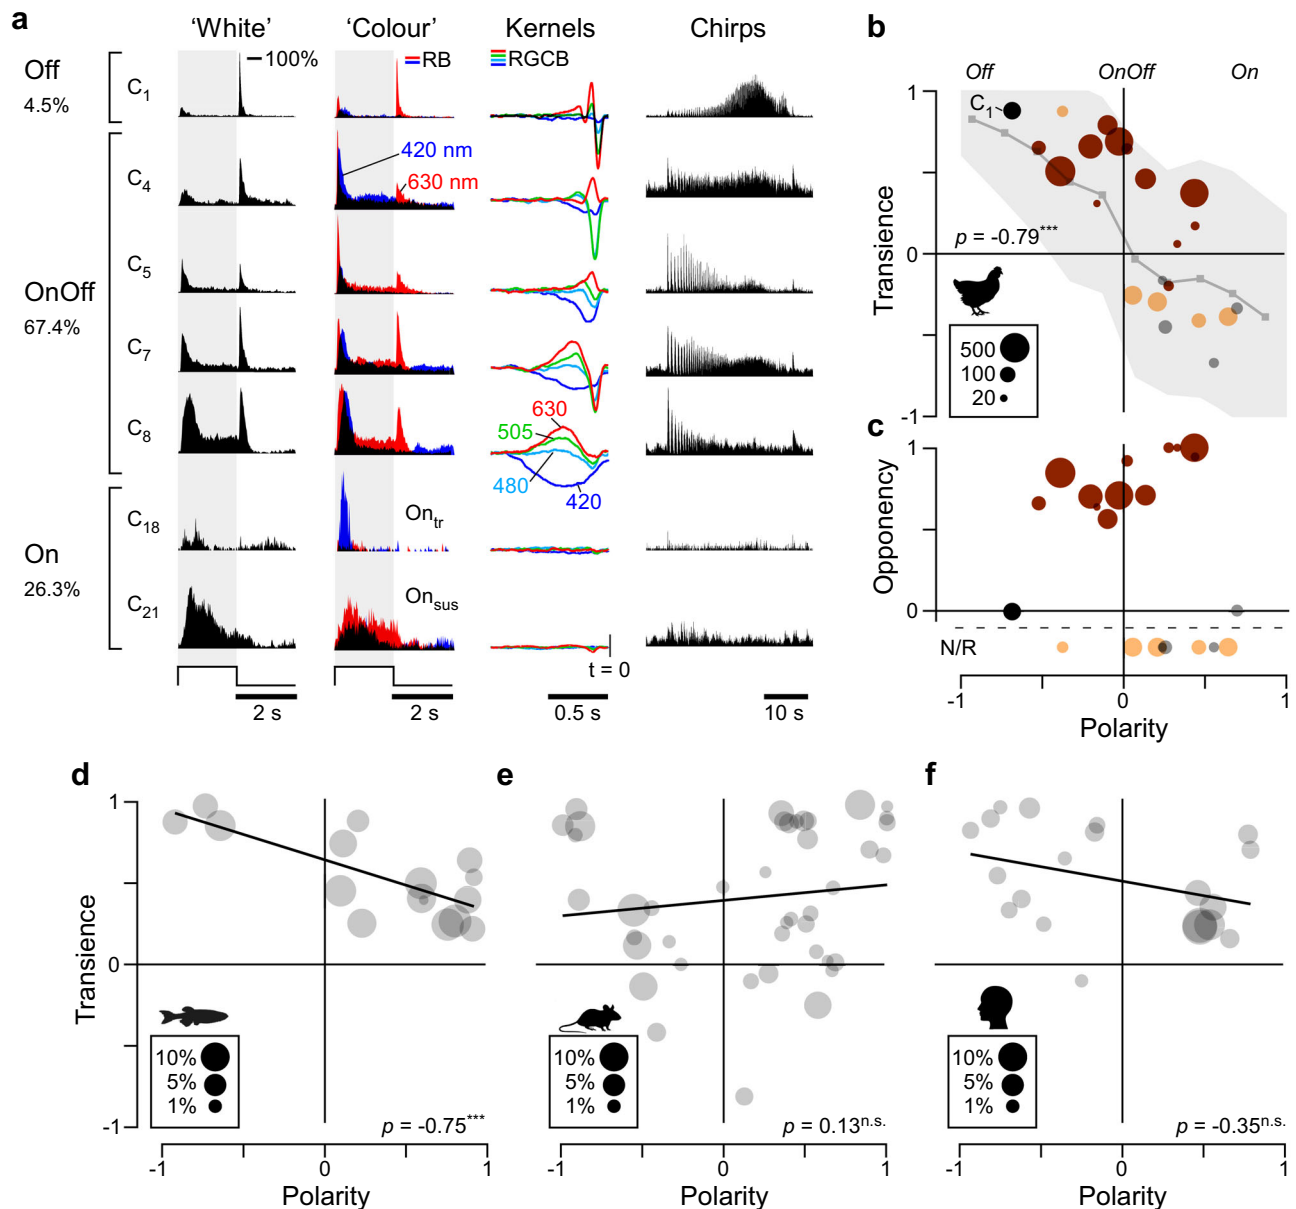 a
'White'
'Colour'
Kernels
Chirps
Off
4.5%
C1
100%
RB
RGCB
OnOff
67.4%
C4
420 nm
630 nm
C5
C7
C8
630
505
480
420
On
26.3%
C18
Ontr
C21
Onsus
t = 0
2 s
2 s
0.5 s
10 s
b
Off
OnOff
On
1
C1
Transience
0
p = -0.79***
500
100
20
-1
c
1
Opponency
0
N/R
-1
0
1
Polarity
d
1
Transience
0
10%
5%
1%
p = -0.75***
-1
-1
0
1
Polarity
e
10%
5%
1%
p = 0.13n.s.
-1
0
1
Polarity
f
10%
5%
1%
p = -0.35n.s.
-1
0
1
Polarity